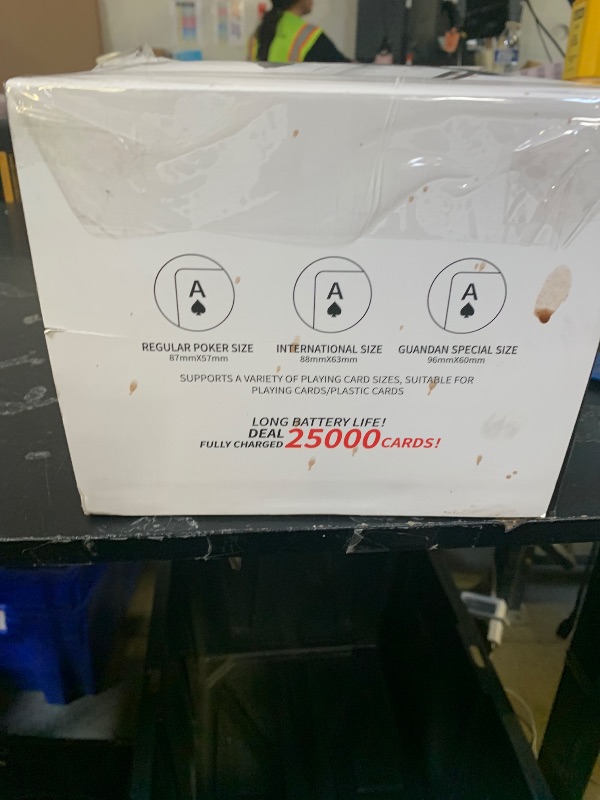 A
A
A
REGULAR POKER SIZE
87mmX57mm
INTERNATIONAL SIZE
88mmX63mm
GUANDAN SPECIAL SIZE
96mmX60mm
SUPPORTS A VARIETY OF PLAYING CARD SIZES, SUITABLE FOR
PLAYING CARDS/PLASTIC CARDS
LONG BATTERY LIFE!
DEAL
FULLY CHARGED 25000 CARDS!